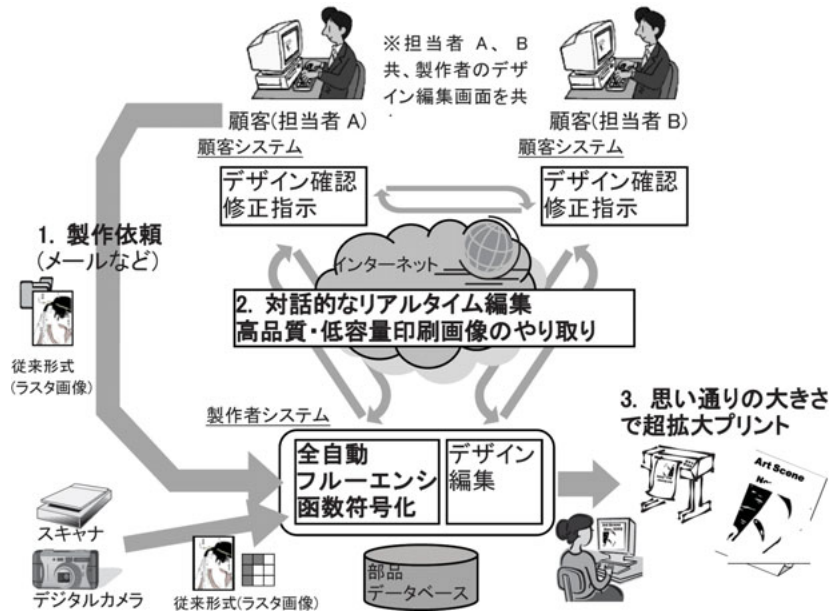 ※担当者 A、B
共、製作者のデザ
イン編集画面を共
顧客(担当者 A)
顧客(担当者 B)
顧客システム
顧客システム
デザイン確認
修正指示
デザイン確認
修正指示
1. 製作依頼
(メールなど)
インターネット
2. 対話的なリアルタイム編集
高品質・低容量印刷画像のやり取り
従来形式
(ラスタ画像)
製作者システム
3. 思い通りの大きさ
で超拡大プリント
全自動
フルーエンシ
函数符号化
デザイン
編集
Art Scene
スキャナ
デジタルカメラ
従来形式(ラスタ画像)
部品
データベース